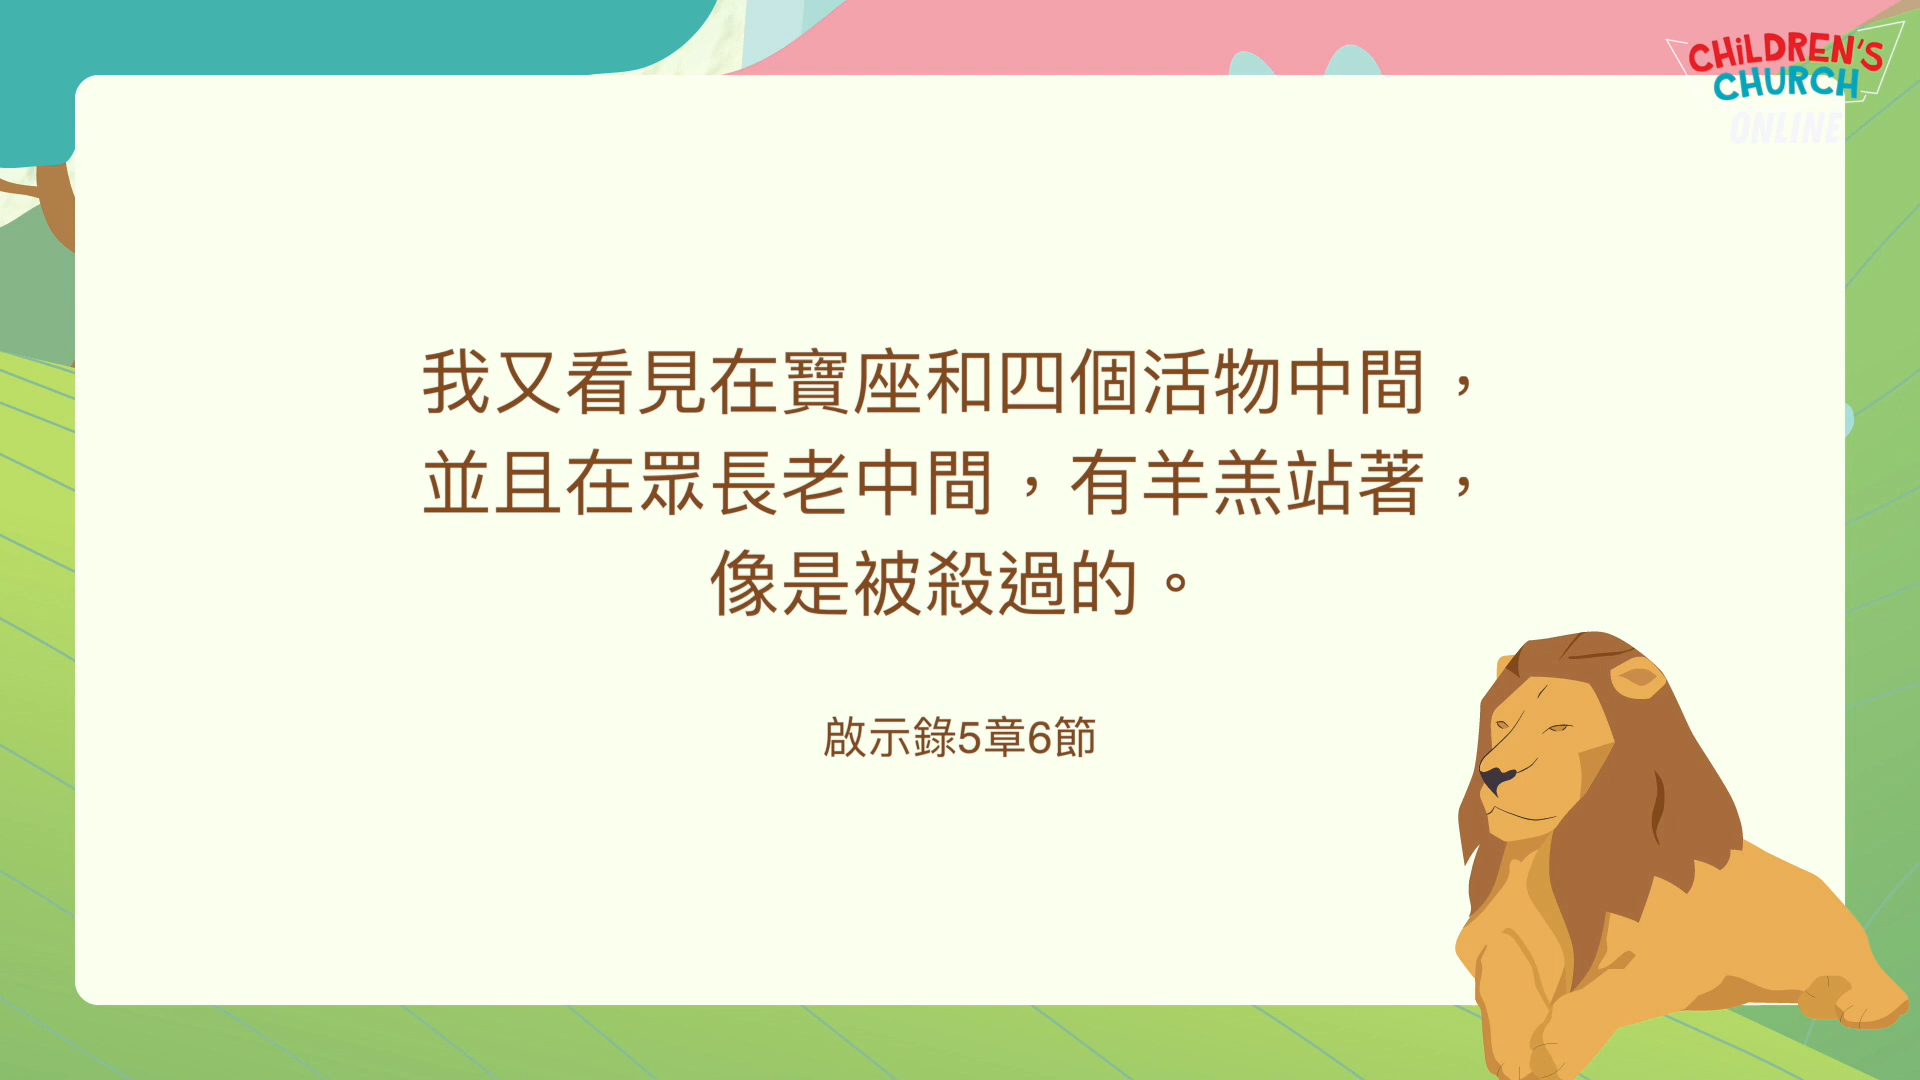 CHiLDREN'S
CHURCH
ONLINE
我又看見在寶座和四個活物中間，
並且在眾長老中間，有羊羔站著，
像是被殺過的。
啟示錄5章6節